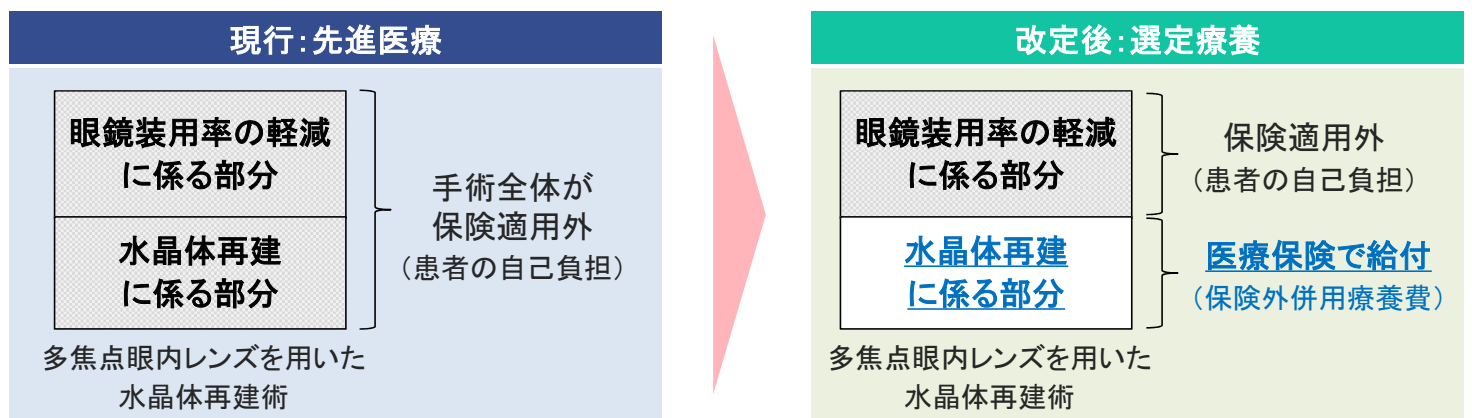 現行：先進医療
眼鏡装用率の軽減
に係る部分
水晶体再建
に係る部分
手術全体が
保険適用外
（患者の自己負担）
多焦点眼内レンズを用いた
水晶体再建術
改定後：選定療養
眼鏡装用率の軽減
に係る部分
保険適用外
（患者の自己負担）
水晶体再建
に係る部分
医療保険で給付
（保険外併用療養費）
多焦点眼内レンズを用いた
水晶体再建術